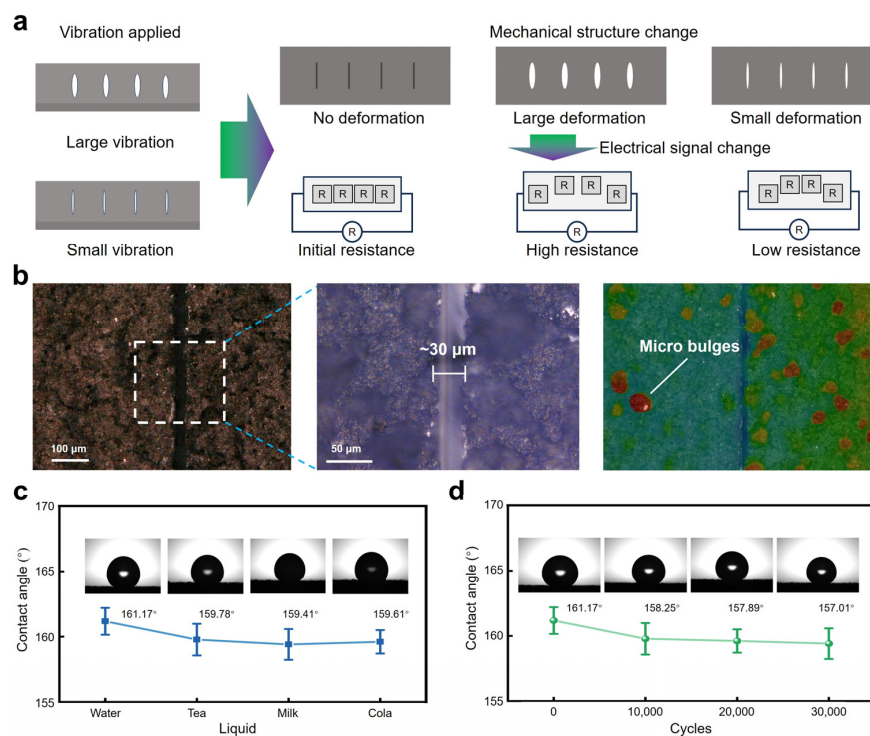 a
Vibration applied
Mechanical structure change
Large vibration
No deformation
Large deformation
Small deformation
Electrical signal change
R R R R
R
R R R R
R
R R R R
R
Small vibration
Initial resistance
High resistance
Low resistance
b
~30 μm
Micro bulges
100 μm
50 μm
c
170
165
160
155
Contact angle (°)
161.17°
159.78°
159.41°
159.61°
Water
Tea
Milk
Cola
Liquid
d
170
165
160
155
Contact angle (°)
161.17°
158.25°
157.89°
157.01°
0
10,000
20,000
30,000
Cycles